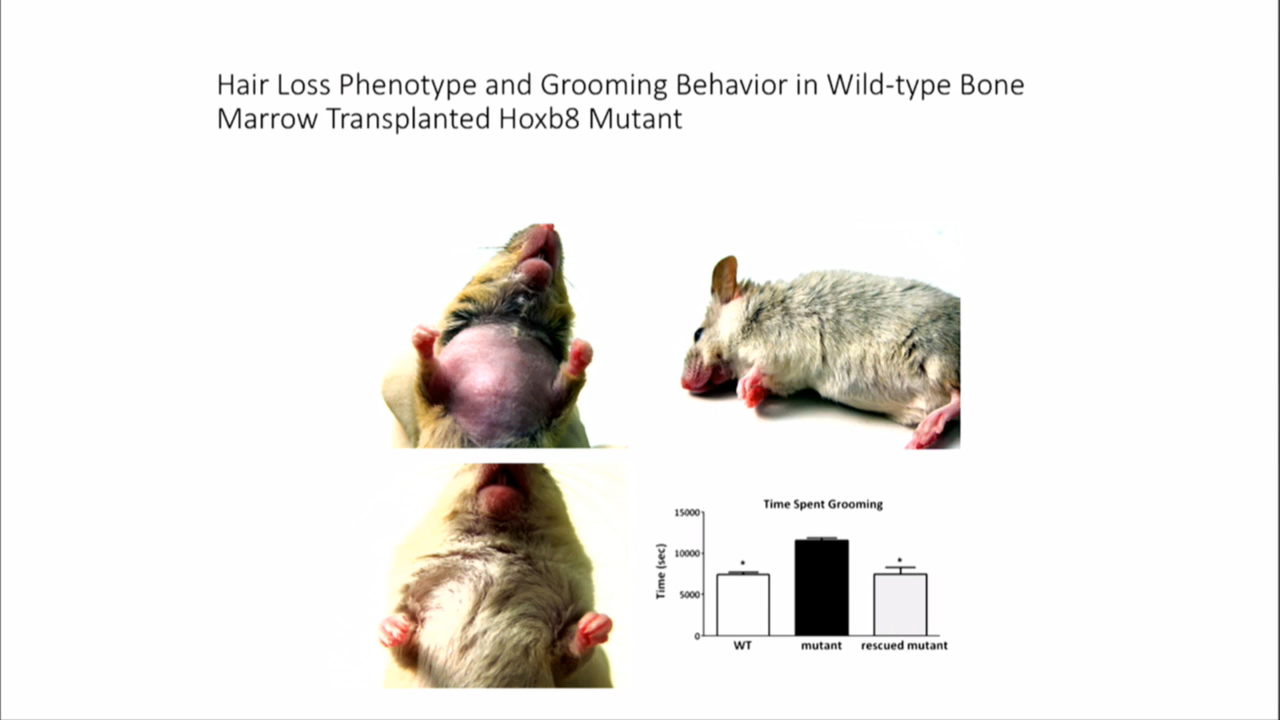 Hair Loss Phenotype and Grooming Behavior in Wild-type Bone
Marrow Transplanted Hoxb8 Mutant
Time Spent Grooming
Time (sec)
15000
10000
5000
0
*
*
WT
mutant
rescued mutant